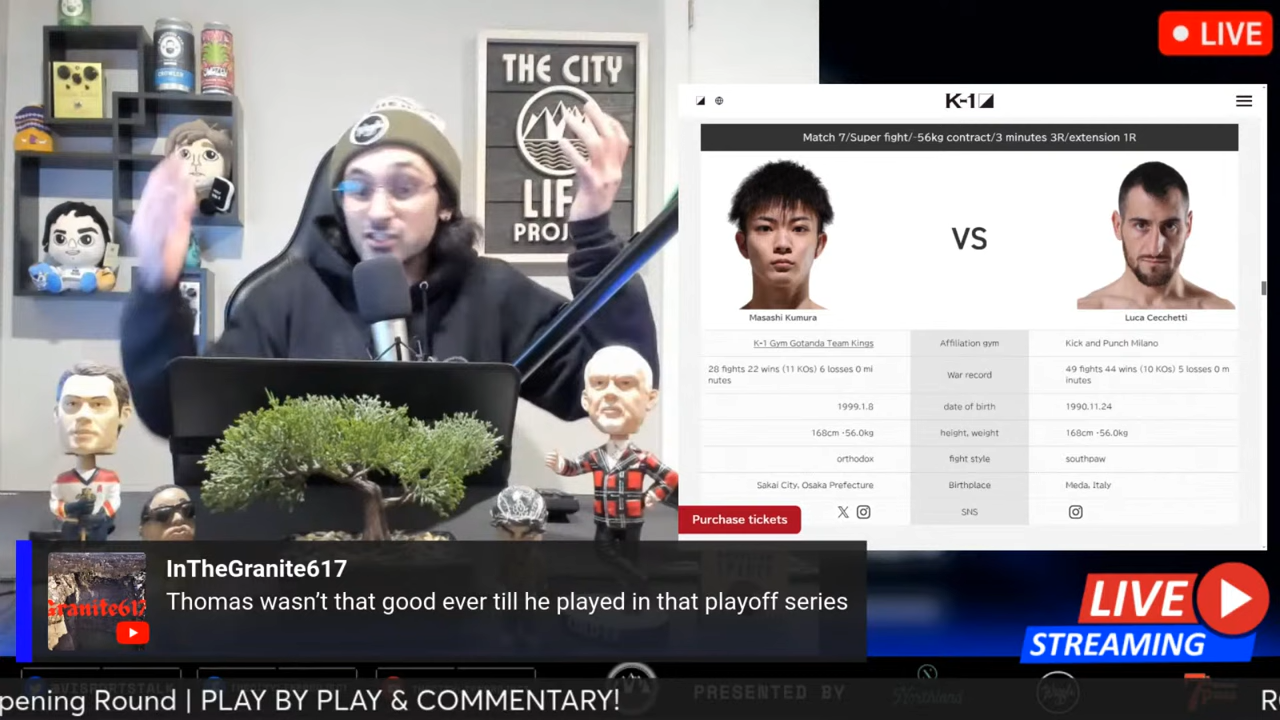 LIVE
THE CITY
LIFE
PROJ
K-1
Match 7/Super fight/-56kg contract/3 minutes 3R/extension 1R
VS
Masashi Kumura
Luca Cecchetti
K-1 Gym Gotanda Team Kings
Affiliation gym
Kick and Punch Milano
28 fights 22 wins (11 KOs) 6 losses 0 mi
nutes
War record
49 fights 44 wins (10 KOs) 5 losses 0 m
inutes
1999.1.8
date of birth
1990.11.24
168cm -56.0kg
height, weight
168cm -56.0kg
orthodox
fight style
southpaw
Sakai City, Osaka Prefecture
Birthplace
Meda, Italy
SNS
Purchase tickets
InTheGranite617
Thomas wasn't that good ever till he played in that playoff series
Granite617
LIVE
STREAMING
PRESENTED BY
pening Round | PLAY BY PLAY & COMMENTARY!
R